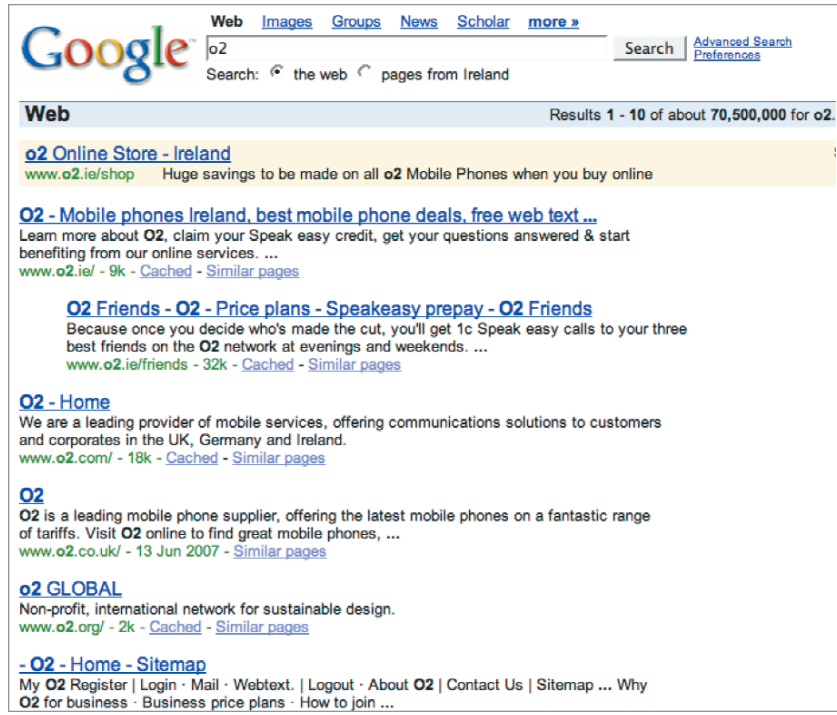 Google™
Web Images Groups News Scholar more »
o2
Search
Advanced Search
Preferences
Search: the web pages from Ireland
Web
Results 1 - 10 of about 70,500,000 for o2.
o2 Online Store - Ireland
www.o2.ie/shop Huge savings to be made on all o2 Mobile Phones when you buy online
O2 - Mobile phones Ireland, best mobile phone deals, free web text ...
Learn more about O2, claim your Speak easy credit, get your questions answered & start
benefiting from our online services. ...
www.o2.ie/ - 9k - Cached - Similar pages
O2 Friends - O2 - Price plans - Speakeasy prepay - O2 Friends
Because once you decide who's made the cut, you'll get 1c Speak easy calls to your three
best friends on the O2 network at evenings and weekends. ...
www.o2.ie/friends - 32k - Cached - Similar pages
O2 - Home
We are a leading provider of mobile services, offering communications solutions to customers
and corporates in the UK, Germany and Ireland.
www.o2.com/ - 18k - Cached - Similar pages
O2
O2 is a leading mobile phone supplier, offering the latest mobile phones on a fantastic range
of tariffs. Visit O2 online to find great mobile phones, ...
www.o2.co.uk/ - 13 Jun 2007 - Similar pages
o2 GLOBAL
Non-profit, international network for sustainable design.
www.o2.org/ - 2k - Cached - Similar pages
- O2 - Home - Sitemap
My O2 Register | Login · Mail · Webtext. | Logout · About O2 | Contact Us | Sitemap ... Why
O2 for business · Business price plans · How to join ...